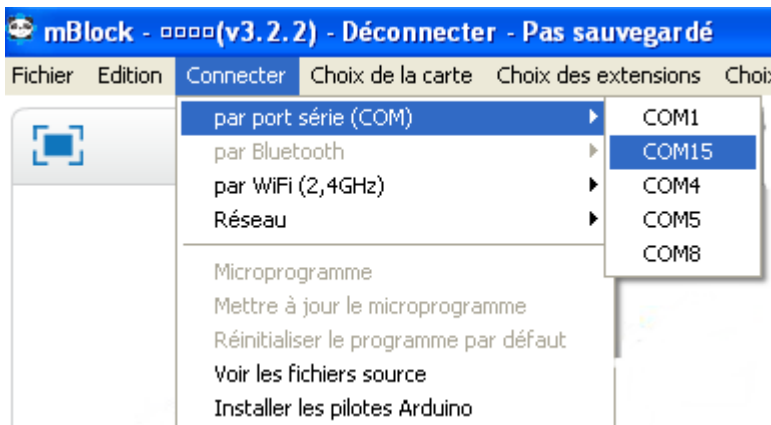 mBlock - □□□□(v3.2.2) - Déconnecter - Pas sauvegardé
Fichier Edition Connecter Choix de la carte Choix des extensions
par port série (COM) COM1
par Bluetooth COM15
par WiFi (2,4GHz) COM4
Réseau COM5
COM8
Microprogramme
Mettre à jour le microprogramme
Réinitialiser le programme par défaut
Voir les fichiers source
Installer les pilotes Arduino